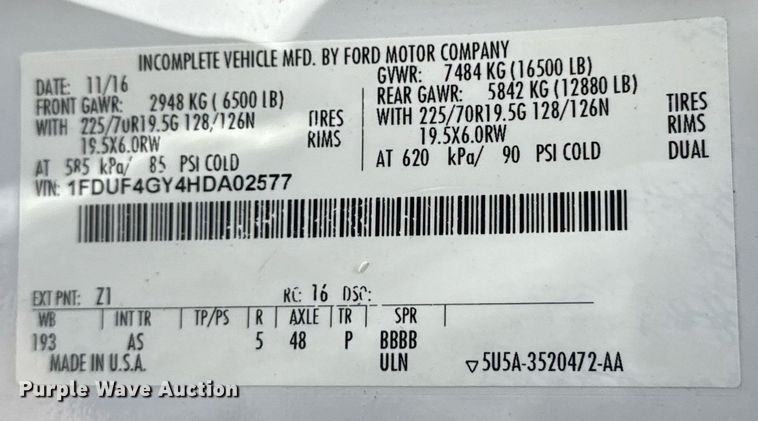 INCOMPLETE VEHICLE MFD. BY FORD MOTOR COMPANY
DATE: 11/16 GVWR: 7484 KG (16500 LB)
FRONT GAWR: 2948 KG ( 6500 LB) REAR GAWR: 5842 KG (12880 LB)
WITH 225/70R19.5G 128/126N TIRES WITH 225/70R19.5G 128/126N TIRES
19.5X6.0RW RIMS 19.5X6.0RW RIMS
AT 585 kPa/ 85 PSI COLD AT 620 kPa/ 90 PSI COLD DUAL
VIN: 1FDUF4GY4HDA02577
EXT PNT: Z1 RC: 16 DSO:
WB | INT TR | TP/PS | R | AXLE | TR | SPR
193 AS 5 48 P BBBB
MADE IN U.S.A. ULN ▽5U5A-3520472-AA
Purple Wave Auction